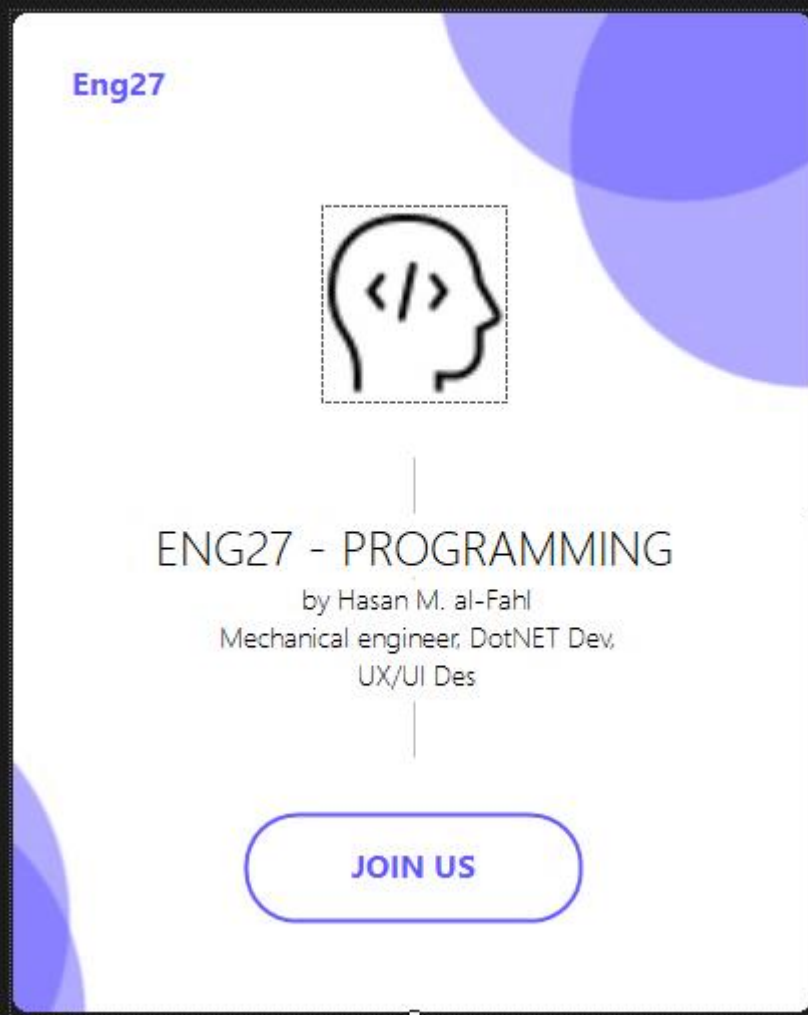 Eng27
</>
ENG27 - PROGRAMMING
by Hasan M. al-Fahl
Mechanical engineer, DotNET Dev,
UX/UI Des
JOIN US